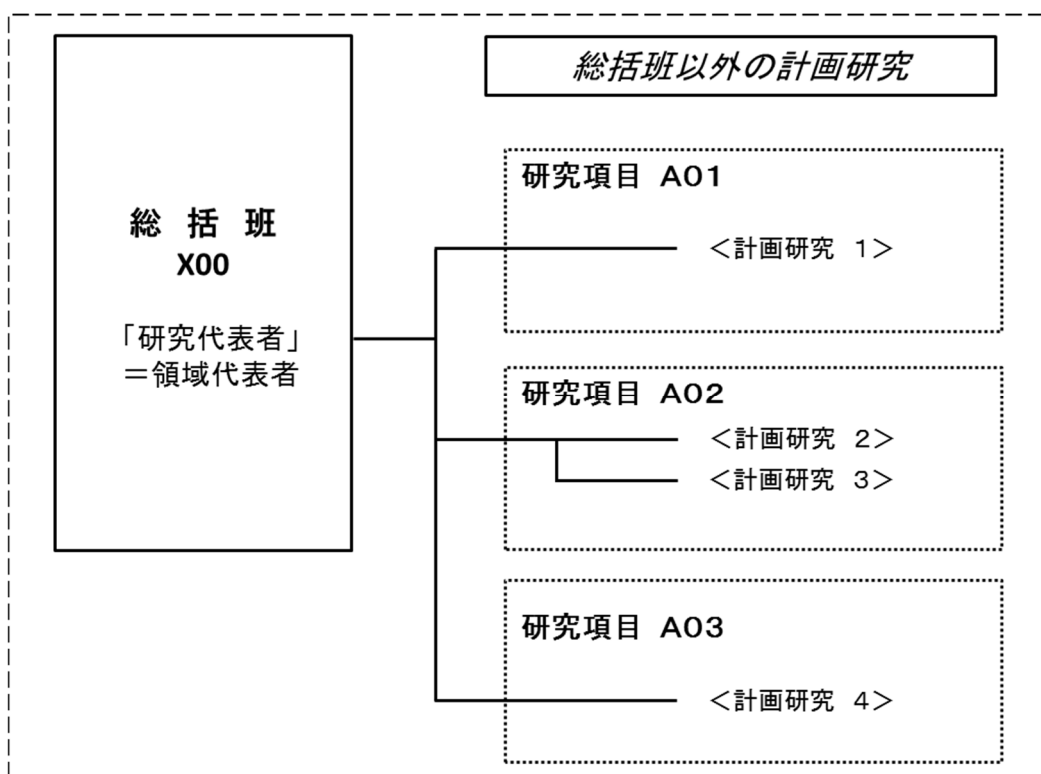 総 括 班
X00
「研究代表者」
＝領域代表者
総括班以外の計画研究
研究項目 A01
＜計画研究 1＞
研究項目 A02
＜計画研究 2＞
＜計画研究 3＞
研究項目 A03
＜計画研究 4＞